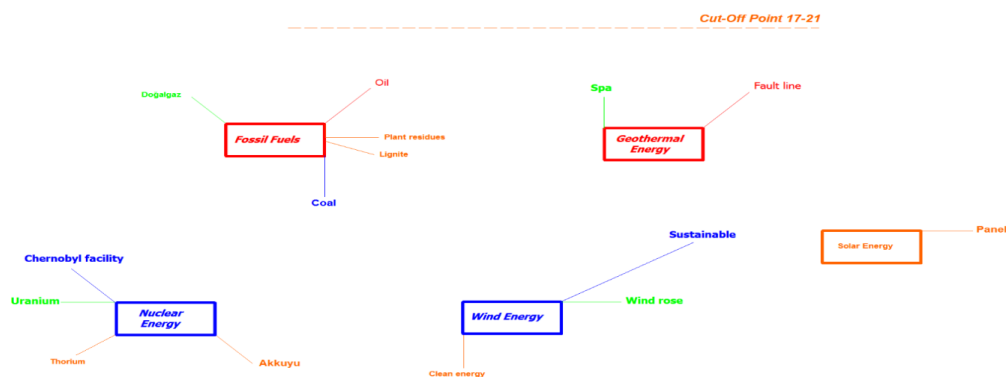 Cut-Off Point 17-21
Oil
Spa
Fault line
Doğalgaz
Fossil Fuels
Plant residues
Geothermal
Energy
Lignite
Coal
Sustainable
Panel
Solar Energy
Chernobyl facility
Uranium
Wind rose
Nuclear
Energy
Wind Energy
Thorium
Akkuyu
Clean energy